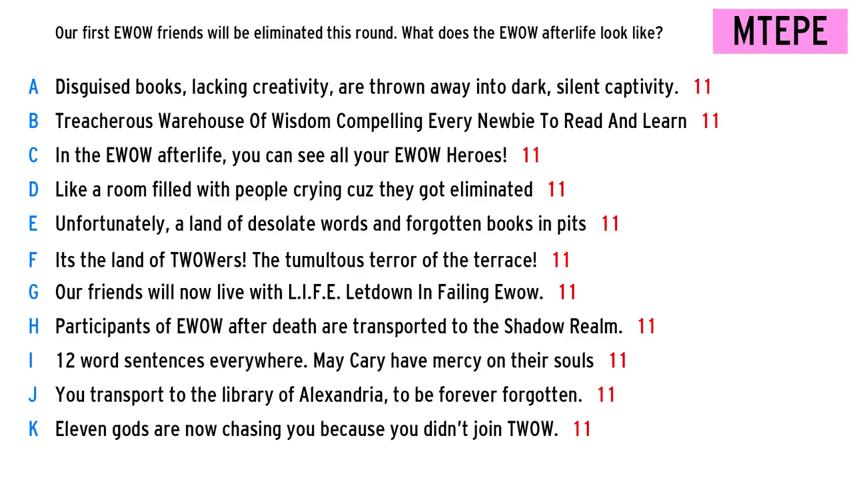 Our first EWOW friends will be eliminated this round. What does the EWOW afterlife look like?
MTEPE
A Disguised books, lacking creativity, are thrown away into dark, silent captivity. 11
B Treacherous Warehouse Of Wisdom Compelling Every Newbie To Read And Learn 11
C In the EWOW afterlife, you can see all your EWOW Heroes! 11
D Like a room filled with people crying cuz they got eliminated 11
E Unfortunately, a land of desolate words and forgotten books in pits 11
F Its the land of TWOWers! The tumultous terror of the terrace! 11
G Our friends will now live with L.I.F.E. Letdown In Failing Ewow. 11
H Participants of EWOW after death are transported to the Shadow Realm. 11
I 12 word sentences everywhere. May Cary have mercy on their souls 11
J You transport to the library of Alexandria, to be forever forgotten. 11
K Eleven gods are now chasing you because you didn't join TWOW. 11